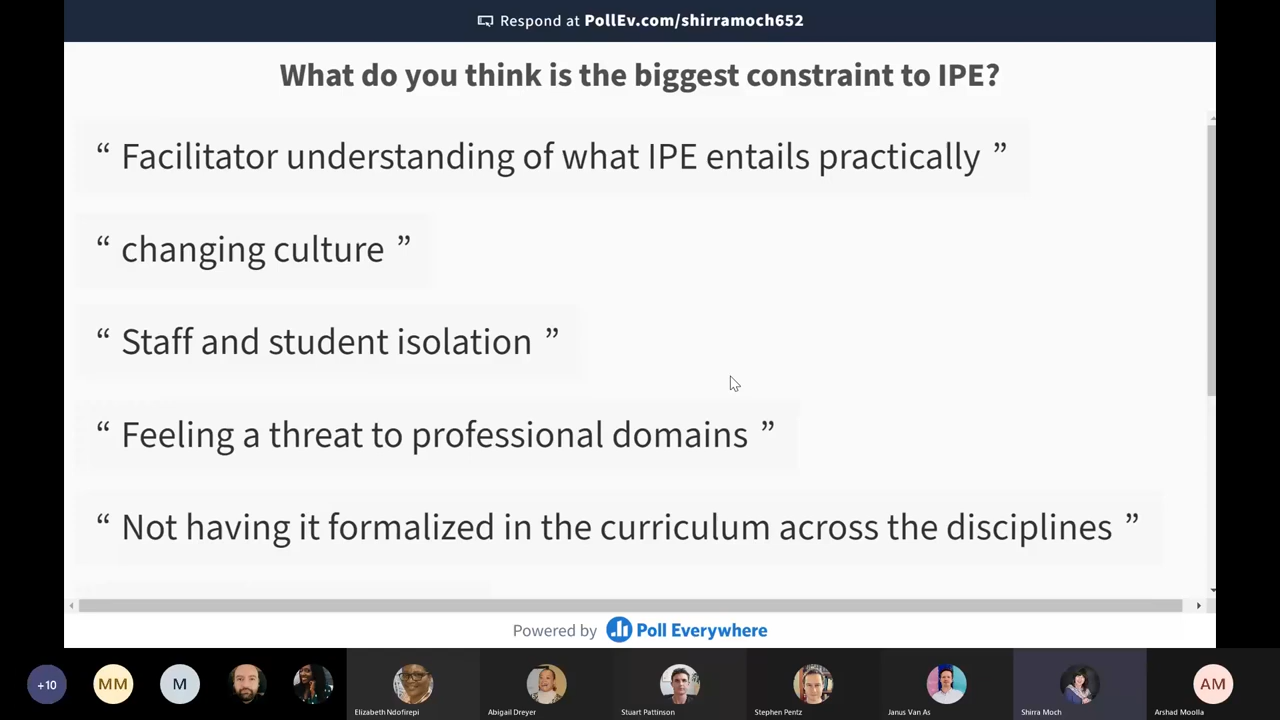 Respond at PollEv.com/shirramoch652
What do you think is the biggest constraint to IPE?
“ Facilitator understanding of what IPE entails practically ”
“ changing culture ”
“ Staff and student isolation ”
“ Feeling a threat to professional domains ”
“ Not having it formalized in the curriculum across the disciplines ”
Powered by Poll Everywhere
+10 MM M AM
Elizabeth Ndofirepi Abigail Dreyer Stuart Pattinson Stephen Pentz Janus Van As Shirra Moch Arshad Moolla